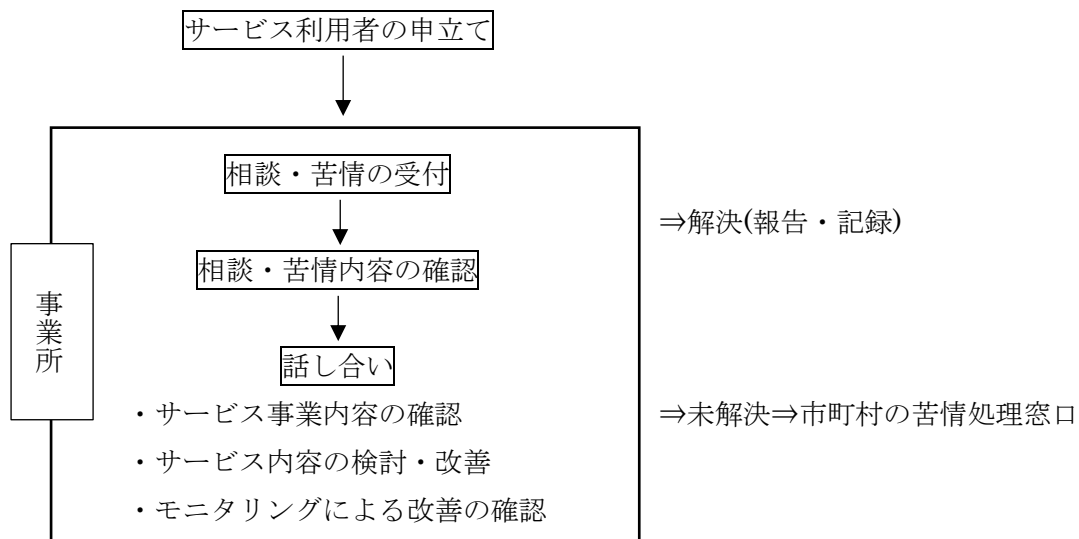 サービス利用者の申立て
相談・苦情の受付
⇒解決(報告・記録)
相談・苦情内容の確認
事業所
話し合い
・サービス事業内容の確認
⇒未解決⇒市町村の苦情処理窓口
・サービス内容の検討・改善
・モニタリングによる改善の確認